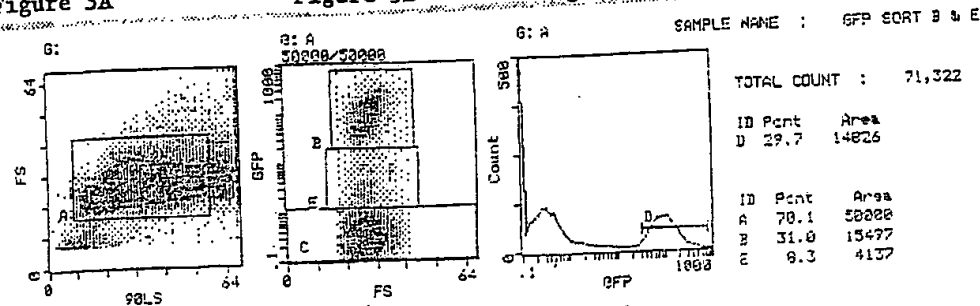 Figure 3A
SAMPLE NAME : GFP SORT B & E
G:
64
FS
A
0
0
90LS
64
G: A
50000/50000
1000
GFP
B
E
C
.1
0
FS
64
G: A
500
Count
D
0
.1
GFP
1000
TOTAL COUNT : 71,322
ID Pcnt Area
D 29.7 14826
ID Pcnt Area
A 70.1 50000
B 31.0 15497
E 8.3 4137